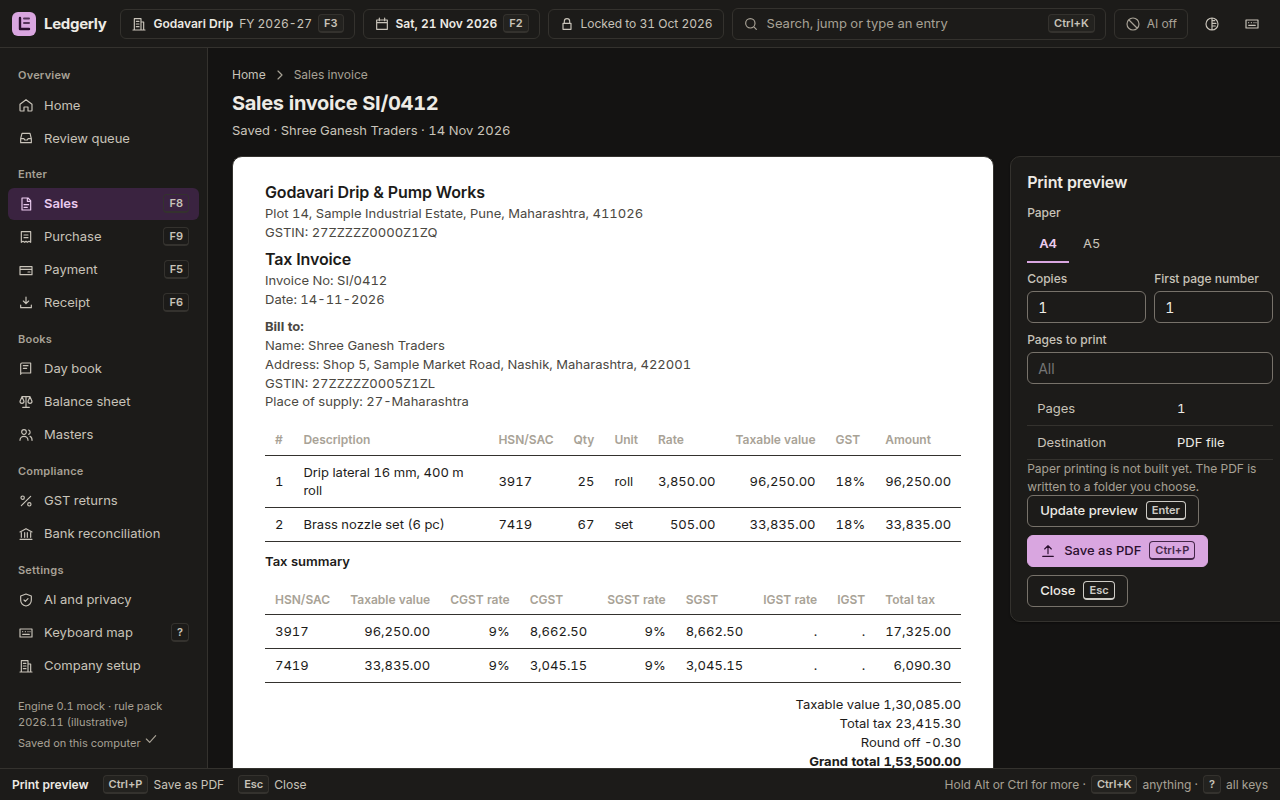 Ledgerly
Godavari Drip FY 2026-27 F3
Sat, 21 Nov 2026 F2
Locked to 31 Oct 2026
Search, jump or type an entry Ctrl+K
AI off
Overview
Home
Review queue
Enter
Sales F8
Purchase F9
Payment F5
Receipt F6
Books
Day book
Balance sheet
Masters
Compliance
GST returns
Bank reconciliation
Settings
AI and privacy
Keyboard map ?
Company setup
Engine 0.1 mock · rule pack
2026.11 (illustrative)
Saved on this computer
Home > Sales invoice
Sales invoice SI/0412
Saved · Shree Ganesh Traders · 14 Nov 2026
Godavari Drip & Pump Works
Plot 14, Sample Industrial Estate, Pune, Maharashtra, 411026
GSTIN: 27ZZZZZ0000Z1ZQ
Tax Invoice
Invoice No: SI/0412
Date: 14-11-2026
Bill to:
Name: Shree Ganesh Traders
Address: Shop 5, Sample Market Road, Nashik, Maharashtra, 422001
GSTIN: 27ZZZZZ0005Z1ZL
Place of supply: 27-Maharashtra
# Description HSN/SAC Qty Unit Rate Taxable value GST Amount
1 Drip lateral 16 mm, 400 m roll 3917 25 roll 3,850.00 96,250.00 18% 96,250.00
2 Brass nozzle set (6 pc) 7419 67 set 505.00 33,835.00 18% 33,835.00
Tax summary
HSN/SAC Taxable value CGST rate CGST SGST rate SGST IGST rate IGST Total tax
3917 96,250.00 9% 8,662.50 9% 8,662.50 . . 17,325.00
7419 33,835.00 9% 3,045.15 9% 3,045.15 . . 6,090.30
Taxable value 1,30,085.00
Total tax 23,415.30
Round off -0.30
Grand total 1,53,500.00
Print preview
Paper
A4 A5
Copies First page number
1 1
Pages to print
All
Pages 1
Destination PDF file
Paper printing is not built yet. The PDF is
written to a folder you choose.
Update preview Enter
Save as PDF Ctrl+P
Close Esc
Print preview Ctrl+P Save as PDF Esc Close
Hold Alt or Ctrl for more · Ctrl+K anything · ? all keys